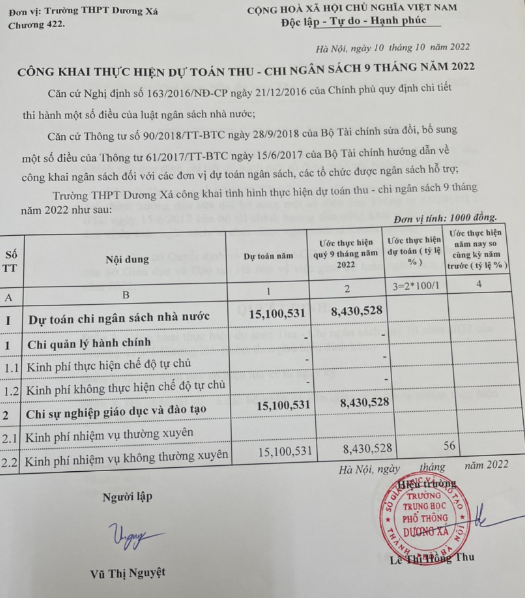 Đơn vị: Trường THPT Dương Xá
Chương 422.
CỘNG HOÀ XÃ HỘI CHỦ NGHĨA VIỆT NAM
Độc lập - Tự do - Hạnh phúc
Hà Nội, ngày 10 tháng 10 năm 2022
CÔNG KHAI THỰC HIỆN DỰ TOÁN THU - CHI NGÂN SÁCH 9 THÁNG NĂM 2022
Căn cứ Nghị định số 163/2016/NĐ-CP ngày 21/12/2016 của Chính phủ quy định chi tiết
thi hành một số điều của luật ngân sách nhà nước;
Căn cứ Thông tư số 90/2018/TT-BTC ngày 28/9/2018 của Bộ Tài chính sửa đổi, bổ sung
một số điều của Thông tư 61/2017/TT-BTC ngày 15/6/2017 của Bộ Tài chính hướng dẫn về
công khai ngân sách đối với các đơn vị dự toán ngân sách, các tổ chức được ngân sách hỗ trợ;
Trường THPT Dương Xá công khai tình hình thực hiện dự toán thu - chi ngân sách 9 tháng
năm 2022 như sau:
Đơn vị tính: 1000 đồng.
Số TT Nội dung Dự toán năm Ước thực hiện quý 9 tháng năm 2022 Ước thực hiện dự toán ( tỷ lệ % ) Ước thực hiện năm nay so cùng kỳ năm trước ( tỷ lệ % )
A B 1 2 3=2*100/1 4
I Dự toán chi ngân sách nhà nước 15,100,531 8,430,528
1 Chi quản lý hành chính - -
1.1 Kinh phí thực hiện chế độ tự chủ - -
1.2 Kinh phí không thực hiện chế độ tự chủ - -
2 Chi sự nghiệp giáo dục và đào tạo 15,100,531 8,430,528
2.1 Kinh phí nhiệm vụ thường xuyên
2.2 Kinh phí nhiệm vụ không thường xuyên 15,100,531 8,430,528 56
Hà Nội, ngày tháng năm 2022
Người lập
Hiệu trưởng
TRƯỜNG
TRUNG HỌC
PHỔ THÔNG
DƯƠNG XÁ
Vũ Thị Nguyệt
Lê Thị Hồng Thu